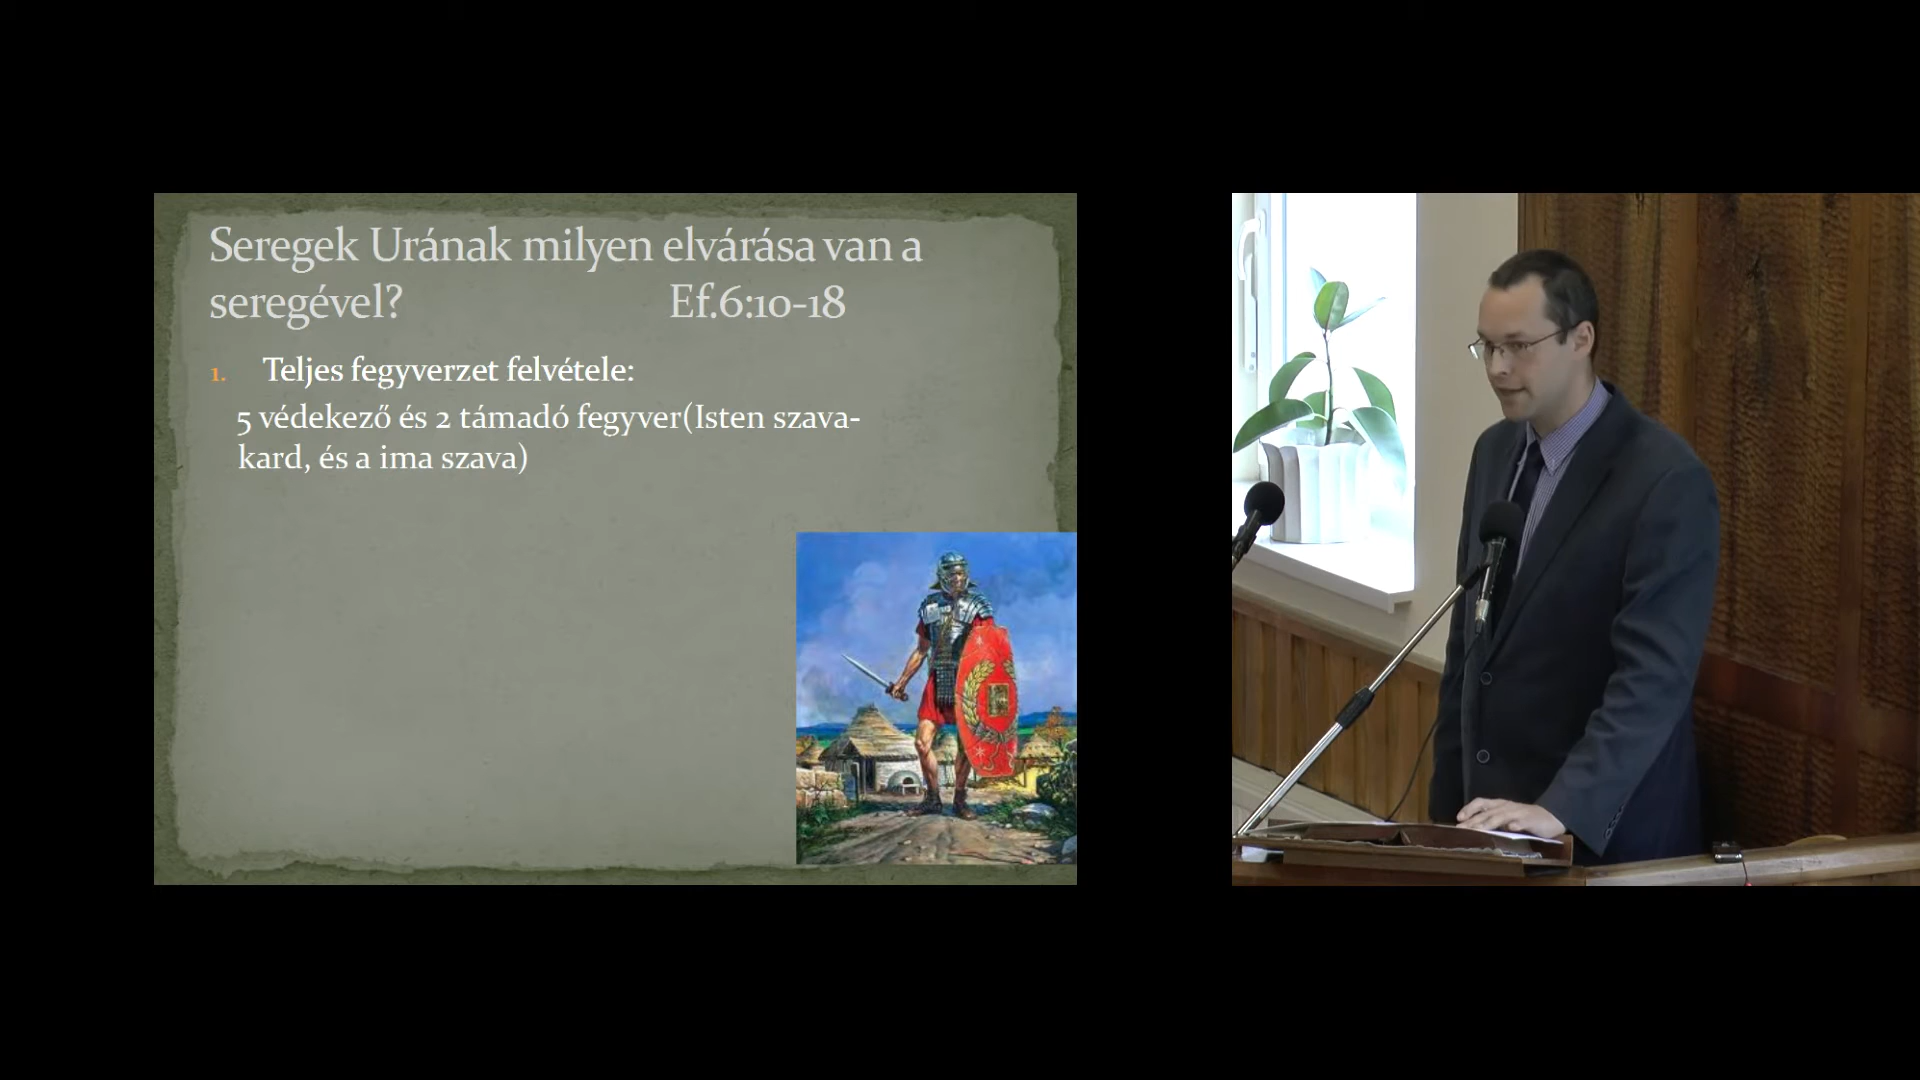 Seregek Urának milyen elvárása van a
seregével? Ef.6:10-18
1. Teljes fegyverzet felvétele:
5 védekező és 2 támadó fegyver(Isten szava-
kard, és a ima szava)